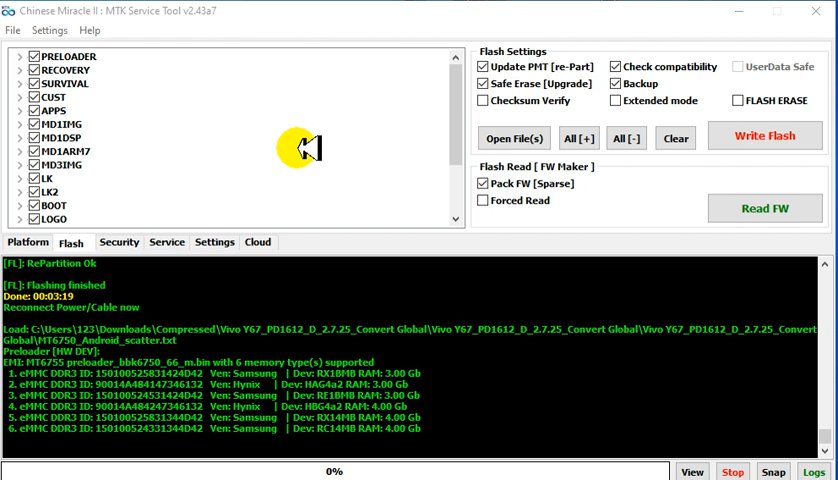 Chinese Miracle II : MTK Service Tool v2.43a7
File Settings Help
PRELOADER
RECOVERY
SURVIVAL
CUST
APPS
MD1IMG
MD1DSP
MD1ARM7
MD3IMG
LK
LK2
BOOT
LOGO
Flash Settings
Update PMT [re-Part] Check compatibility UserData Safe
Safe Erase [Upgrade] Backup
Checksum Verify Extended mode FLASH ERASE
Open File(s) All [+] All [-] Clear Write Flash
Flash Read [ FW Maker ]
Pack FW [Sparse]
Forced Read
Read FW
Platform Flash Security Service Settings Cloud
[FL]: RePartition Ok
[FL]: Flashing finished
Done: 00:03:19
Reconnect Power/Cable now
Load: C:\Users\123\Downloads\Compressed\Vivo Y67_PD1612_D_2.7.25_Convert Global\Vivo Y67_PD1612_D_2.7.25_Convert
Global\MT6750_Android_scatter.txt
Preloader [HW DEV]:
EMI: MT6755 preloader_bbk6750_66_m.bin with 6 memory type(s) supported
1. eMMC DDR3 ID: 150100525831424D42 Ven: Samsung | Dev: RX1BMB RAM: 3.00 Gb
2. eMMC DDR3 ID: 90014A484147346132 Ven: Hynix | Dev: HAG4a2 RAM: 3.00 Gb
3. eMMC DDR3 ID: 150100524531424D42 Ven: Samsung | Dev: RE1BMB RAM: 3.00 Gb
4. eMMC DDR3 ID: 90014A484247346132 Ven: Hynix | Dev: HBG4a2 RAM: 4.00 Gb
5. eMMC DDR3 ID: 150100525831344D42 Ven: Samsung | Dev: RX14MB RAM: 4.00 Gb
6. eMMC DDR3 ID: 150100524331344D42 Ven: Samsung | Dev: RC14MB RAM: 4.00 Gb
0% View Stop Snap Logs